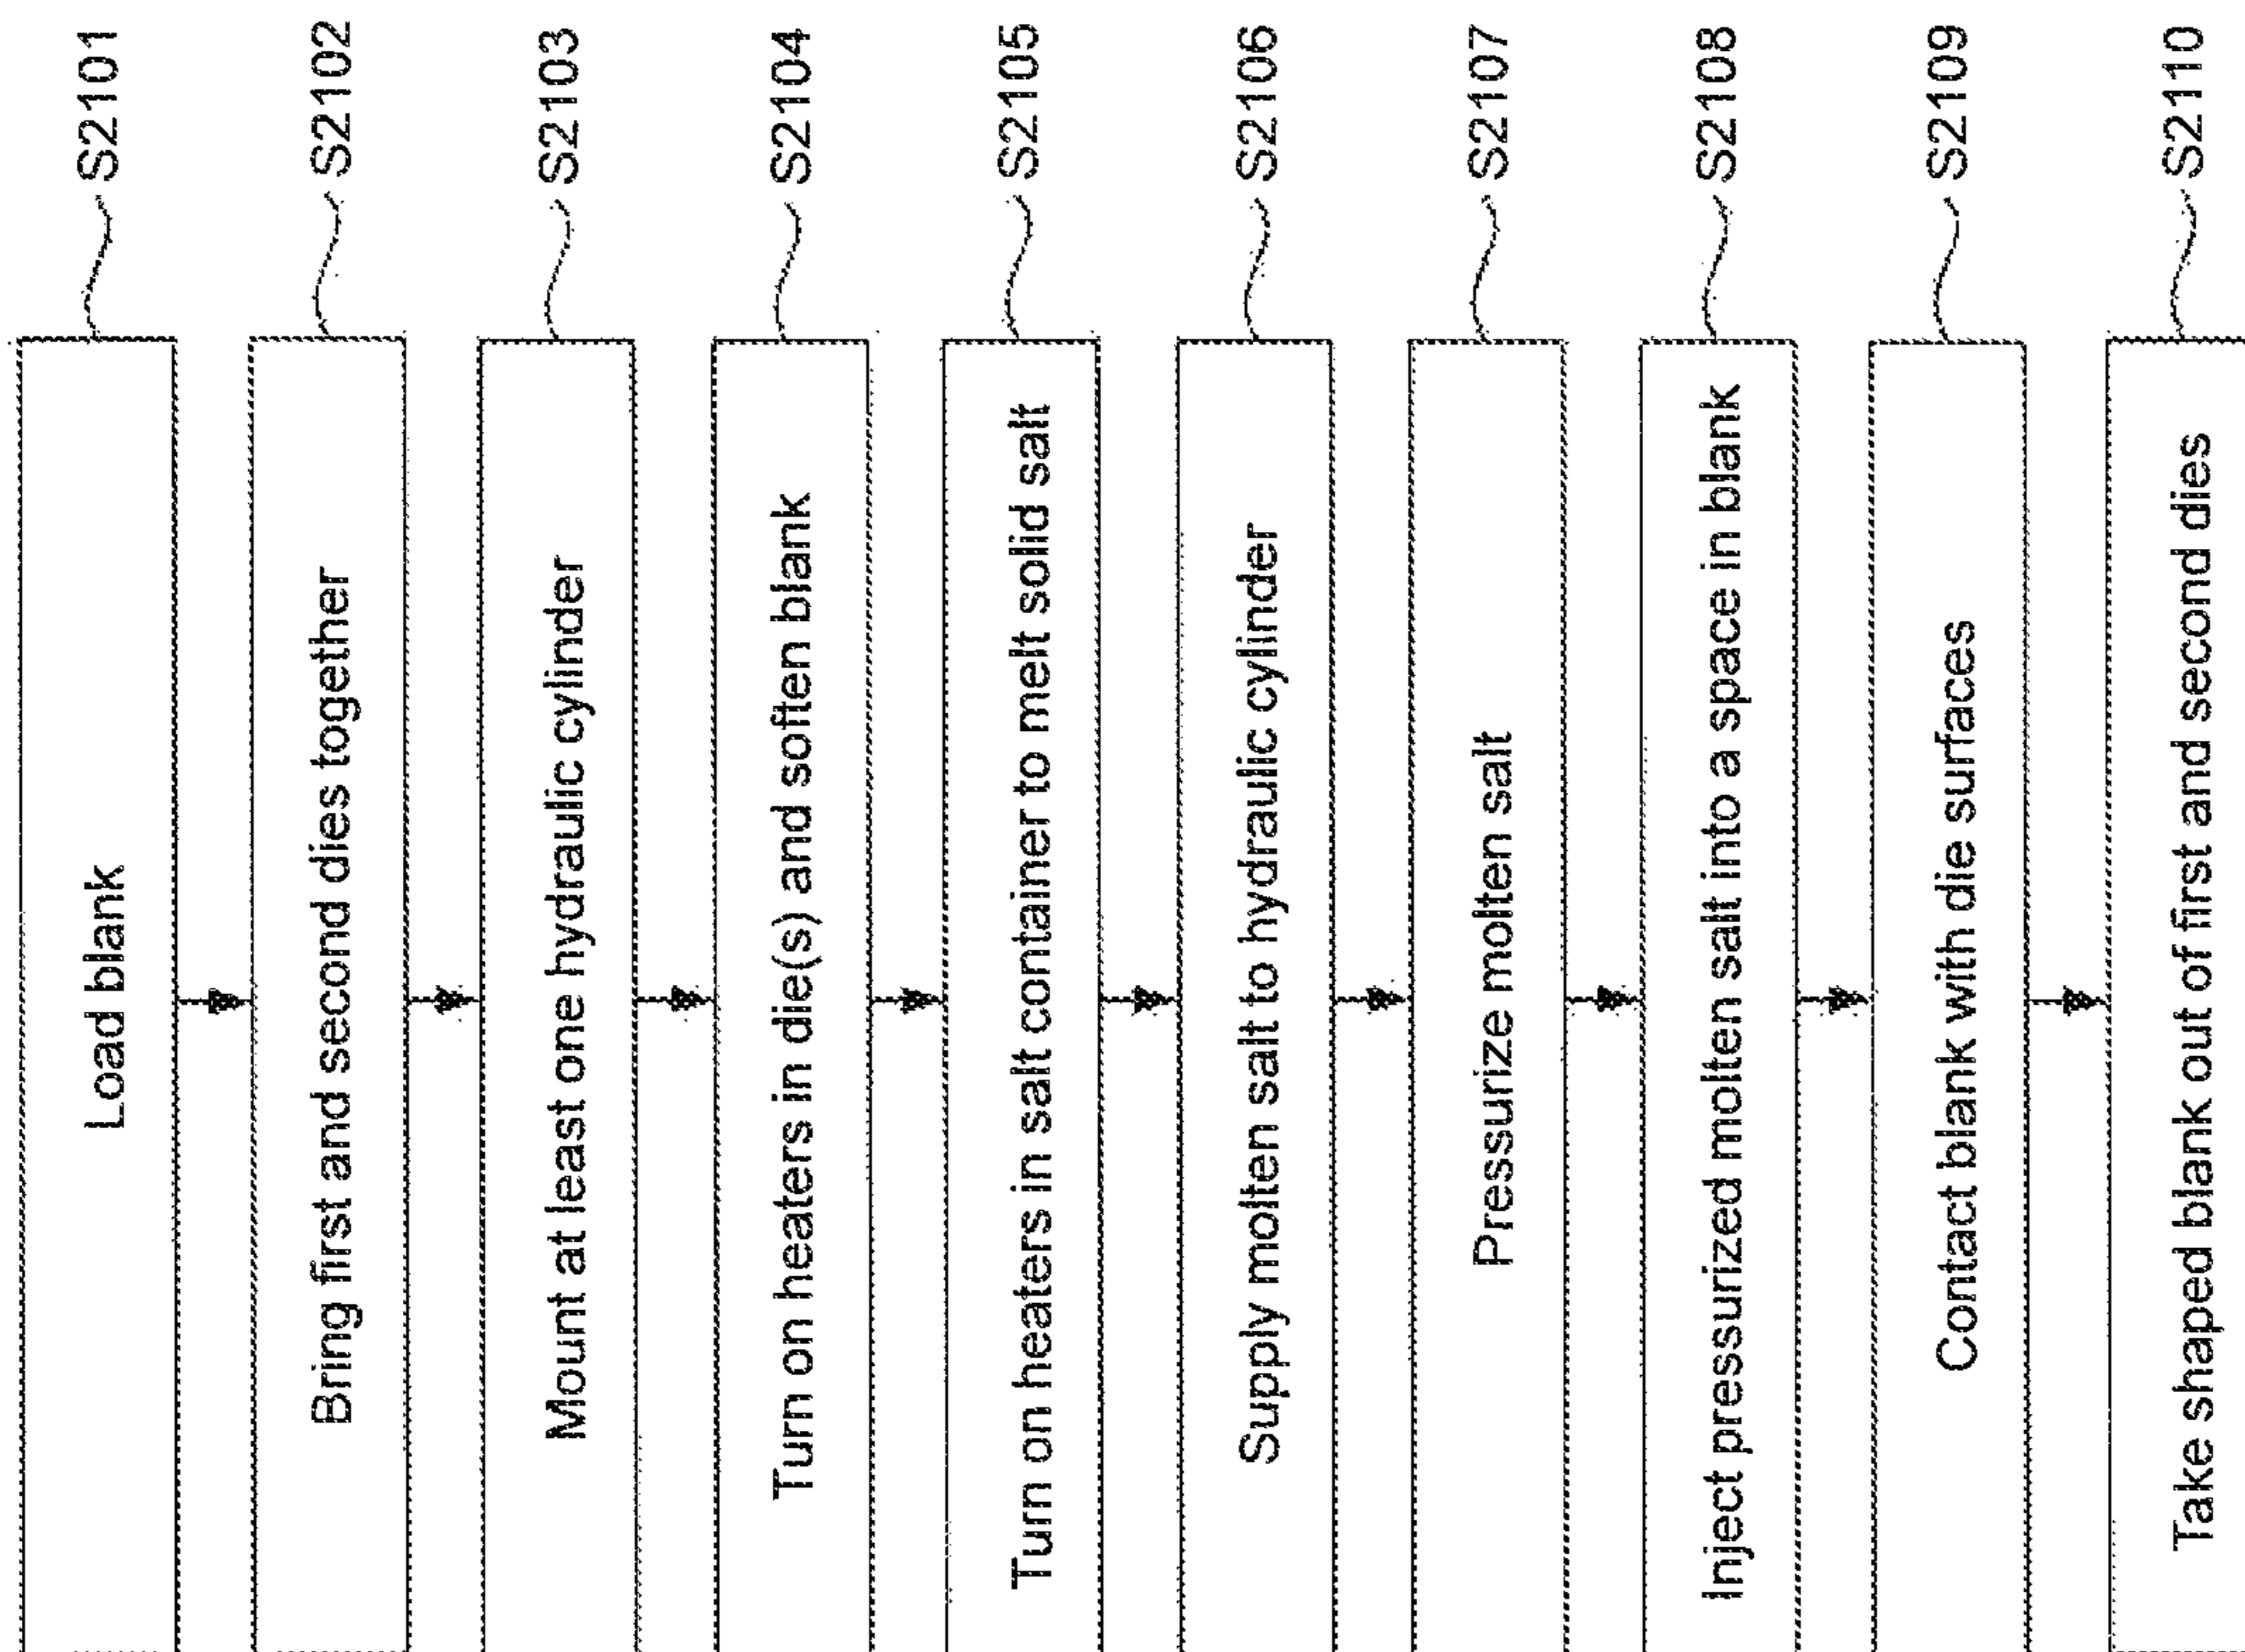 Load blank
S2101
Bring first and second dies together
S2102
Mount at least one hydraulic cylinder
S2103
Turn on heaters in die(s) and soften blank
S2104
Turn on heaters in salt container to melt solid salt
S2105
Supply molten salt to hydraulic cylinder
S2106
Pressurize molten salt
S2107
Inject pressurized molten salt into a space in blank
S2108
Contact blank with die surfaces
S2109
Take shaped blank out of first and second dies
S2110